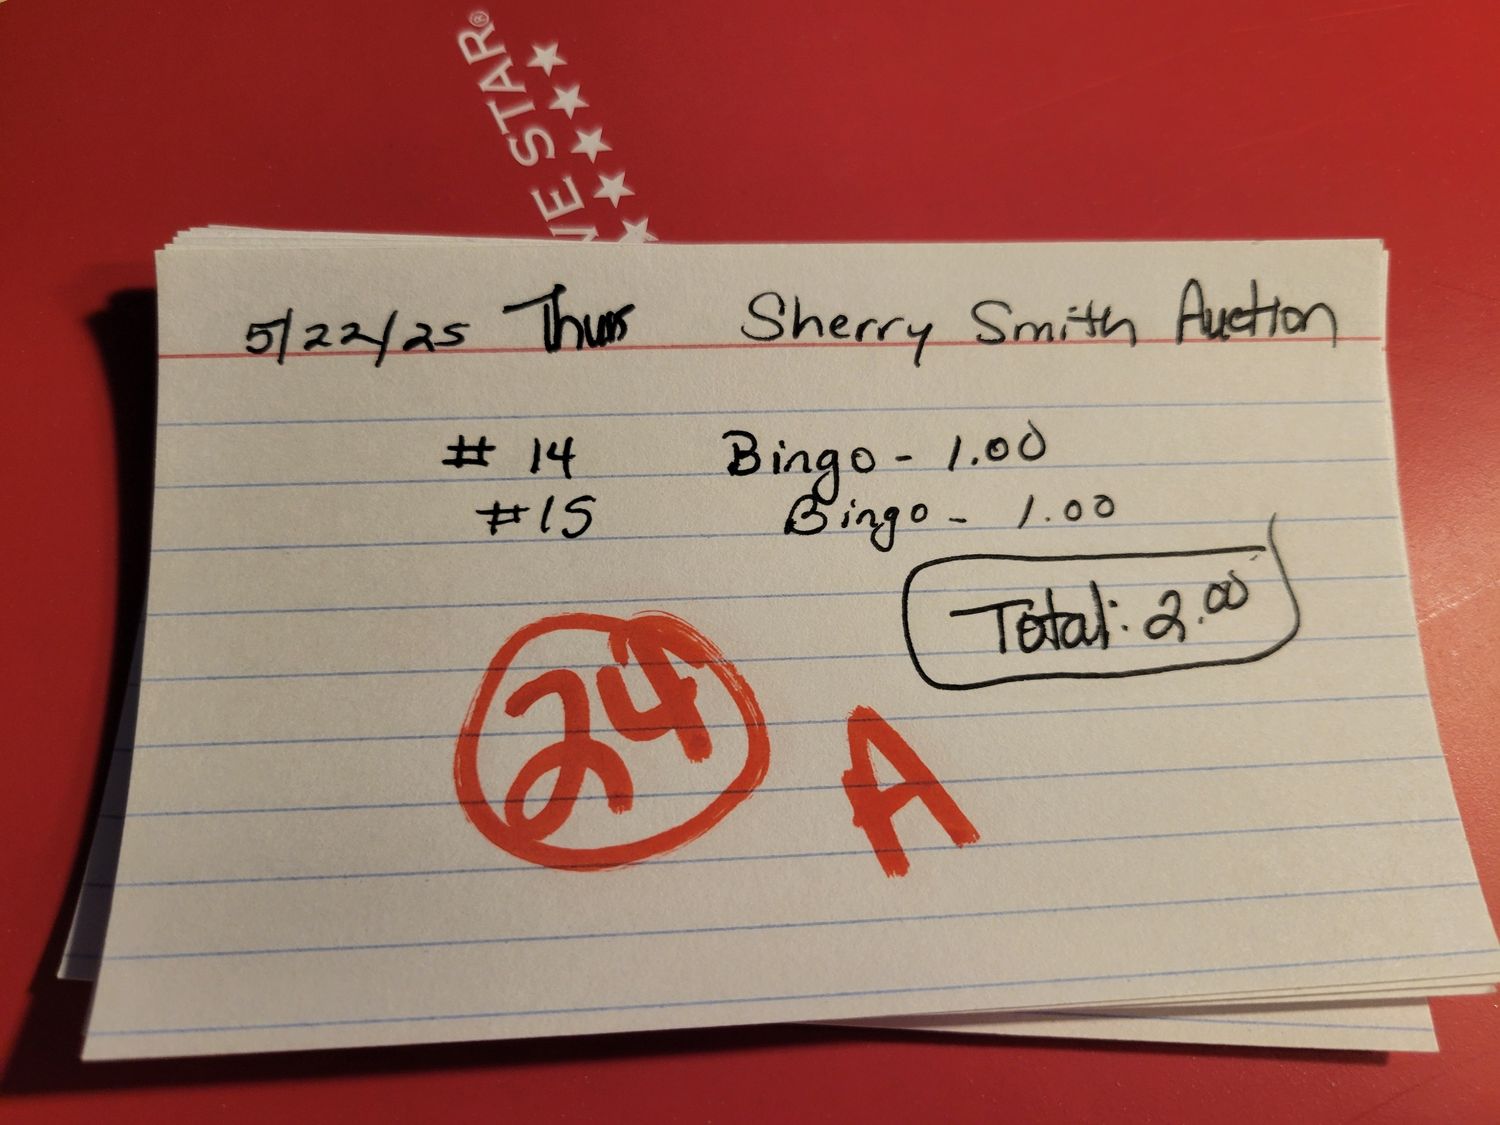 NE STAR®
5/22/25 Thurs Sherry Smith Auction
# 14 Bingo - 1.00
#15 Bingo - 1.00
Total: 2.00
24 A